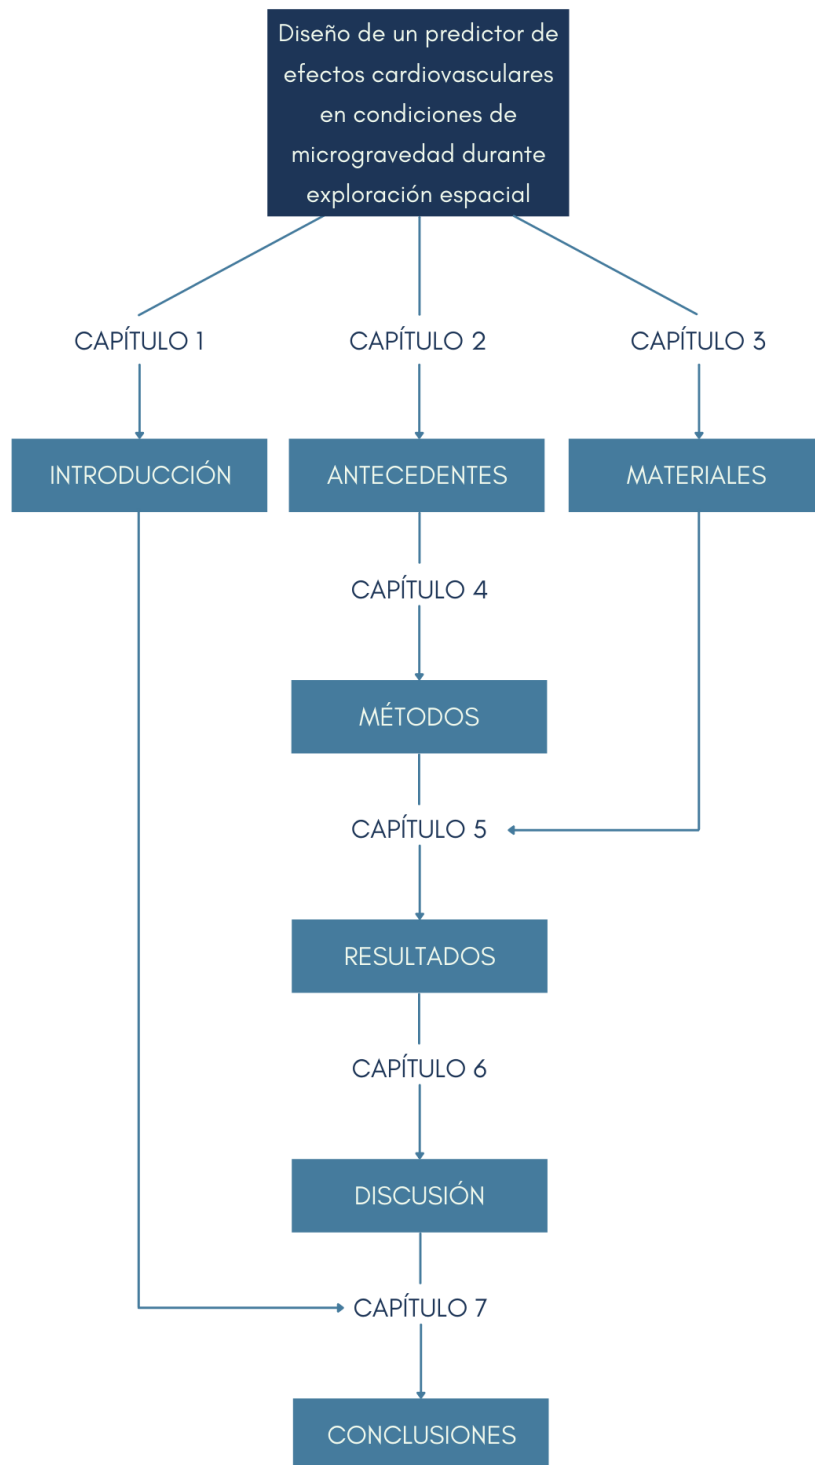 Diseño de un predictor de
efectos cardiovasculares
en condiciones de
microgravedad durante
exploración espacial
CAPÍTULO 1
CAPÍTULO 2
CAPÍTULO 3
INTRODUCCIÓN
ANTECEDENTES
MATERIALES
CAPÍTULO 4
MÉTODOS
CAPÍTULO 5
RESULTADOS
CAPÍTULO 6
DISCUSIÓN
CAPÍTULO 7
CONCLUSIONES